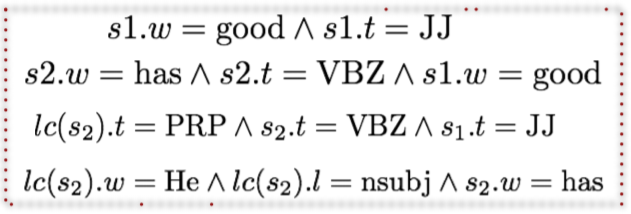 s1.w = good ∧ s1.t = JJ
s2.w = has ∧ s2.t = VBZ ∧ s1.w = good
lc(s₂).t = PRP ∧ s₂.t = VBZ ∧ s₁.t = JJ
lc(s₂).w = He ∧ lc(s₂).l = nsubj ∧ s₂.w = has